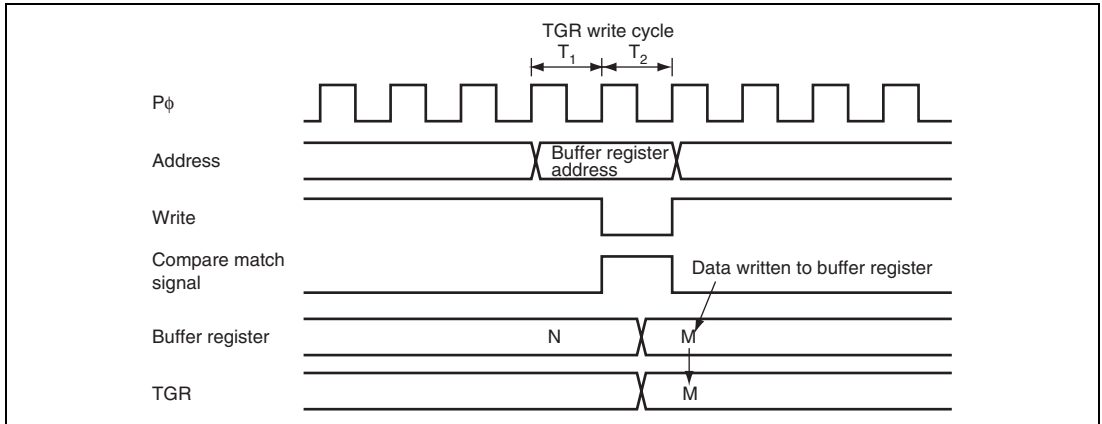 TGR write cycle
T1 T2
Pφ
Address
Buffer register
address
Write
Compare match
signal
Data written to buffer register
Buffer register
N
M
TGR
M